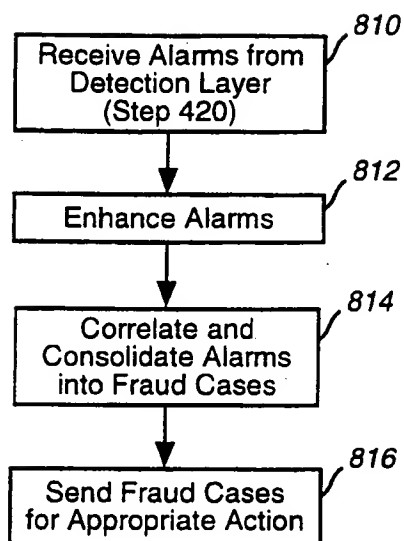 810
Receive Alarms from
Detection Layer
(Step 420)
812
Enhance Alarms
814
Correlate and
Consolidate Alarms
into Fraud Cases
816
Send Fraud Cases
for Appropriate Action